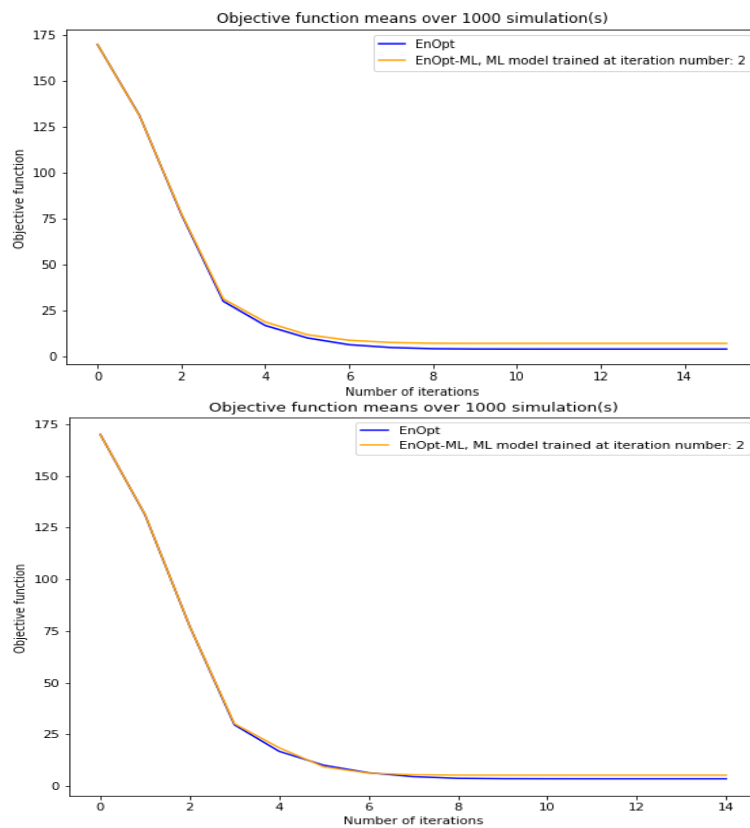 Objective function means over 1000 simulation(s)
175
150
125
100
75
50
25
0
Objective function
EnOpt
EnOpt-ML, ML model trained at iteration number: 2
0 2 4 6 8 10 12 14
Number of iterations
Objective function means over 1000 simulation(s)
175
150
125
100
75
50
25
0
Objective function
EnOpt
EnOpt-ML, ML model trained at iteration number: 2
0 2 4 6 8 10 12 14
Number of iterations